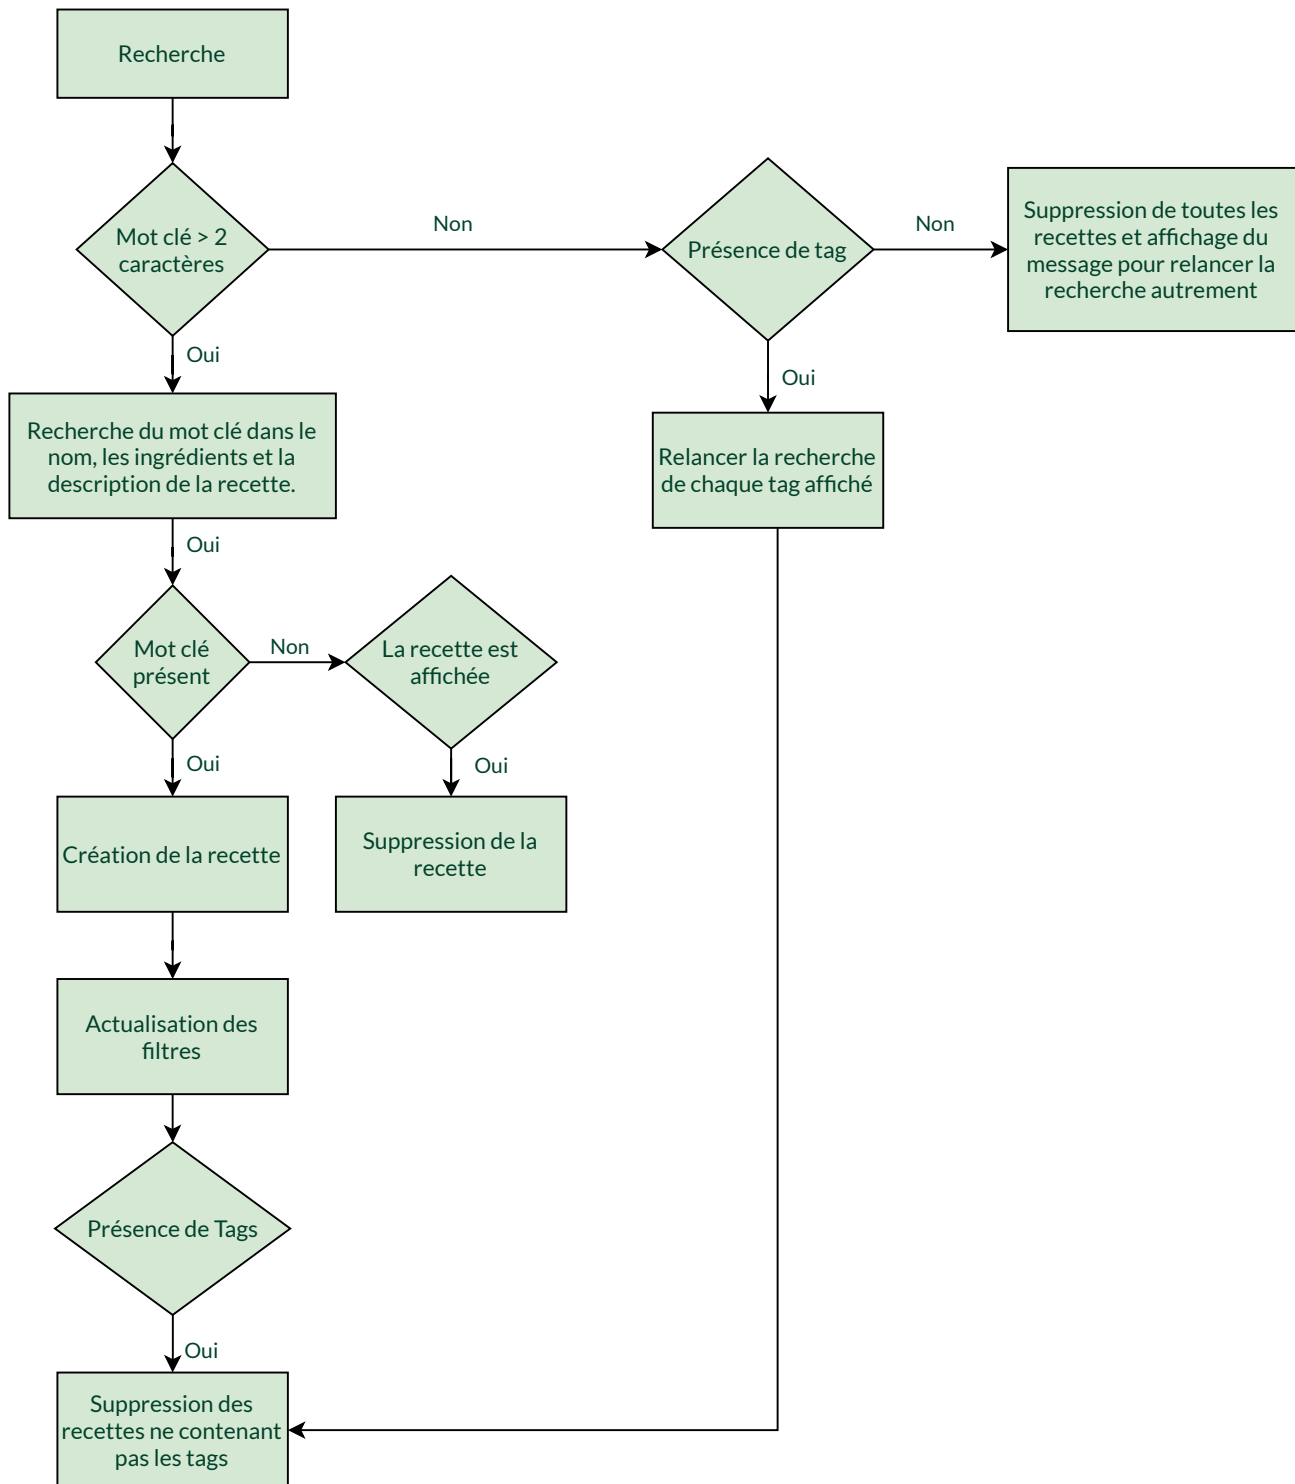 Recherche
Mot clé > 2
caractères
Non
Présence de tag
Non
Suppression de toutes les
recettes et affichage du
message pour relancer la
recherche autrement
Oui
Oui
Recherche du mot clé dans le
nom, les ingrédients et la
description de la recette.
Relancer la recherche
de chaque tag affiché
Oui
Mot clé
présent
Non
La recette est
affichée
Oui
Oui
Création de la recette
Suppression de la
recette
Actualisation des
filtres
Présence de Tags
Oui
Suppression des
recettes ne contenant
pas les tags